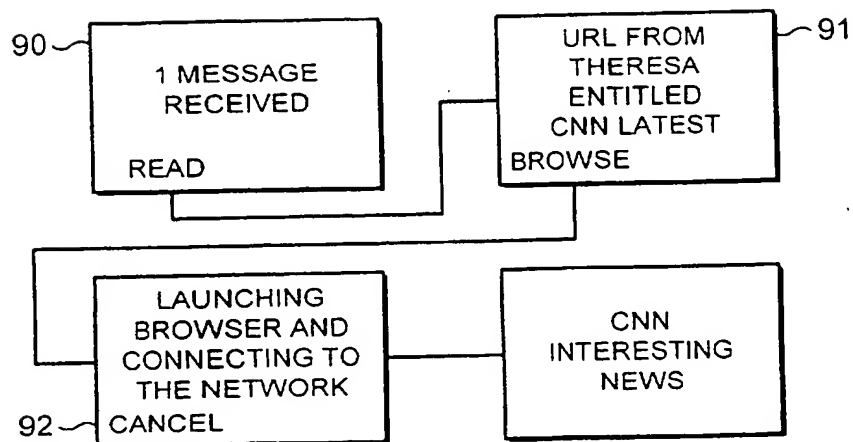 90
1 MESSAGE
RECEIVED
READ
URL FROM
THERESA
ENTITLED
CNN LATEST
BROWSE
91
LAUNCHING
BROWSER AND
CONNECTING TO
THE NETWORK
CANCEL
92
CNN
INTERESTING
NEWS